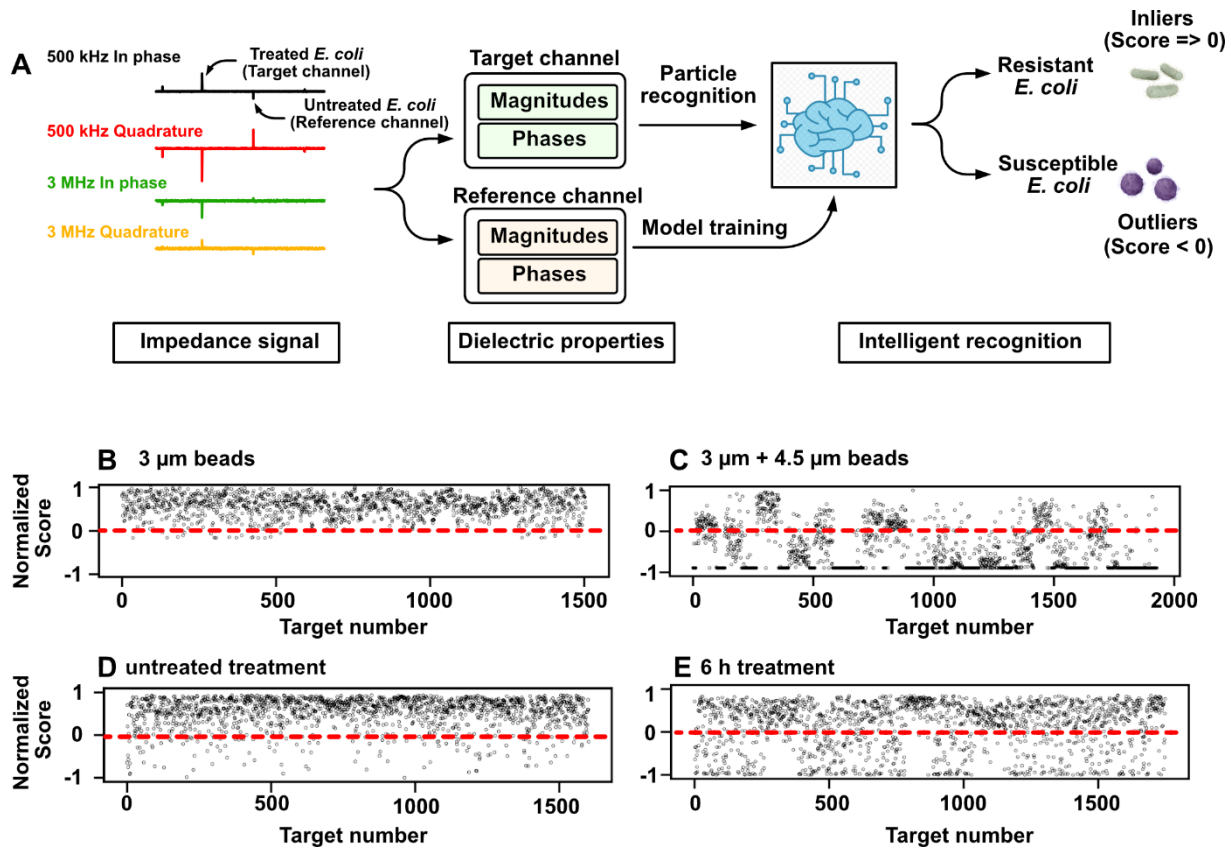 A
500 kHz In phase
Treated E. coli
(Target channel)
Untreated E. coli
(Reference channel)
500 kHz Quadrature
3 MHz In phase
3 MHz Quadrature
Impedance signal
Target channel
Magnitudes
Phases
Reference channel
Magnitudes
Phases
Dielectric properties
Particle
recognition
Model training
Intelligent recognition
Resistant
E. coli
Inliers
(Score => 0)
Susceptible
E. coli
Outliers
(Score < 0)
B 3 µm beads
Normalized
Score
1
0
-1
0 500 1000 1500
Target number
C 3 µm + 4.5 µm beads
1
0
-1
0 500 1000 1500 2000
Target number
D untreated treatment
Normalized
Score
1
0
-1
0 500 1000 1500
Target number
E 6 h treatment
1
0
-1
0 500 1000 1500
Target number